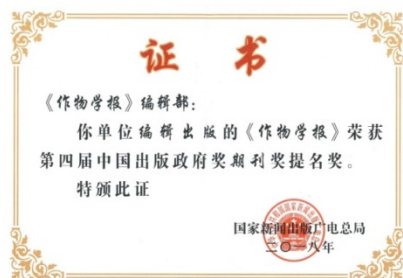 证书
《作物学报》编辑部：
你单位编辑出版的《作物学报》荣获
第四届中国出版政府奖期刊奖提名奖。
特颁此证
国家新闻出版广电总局
二〇一八年